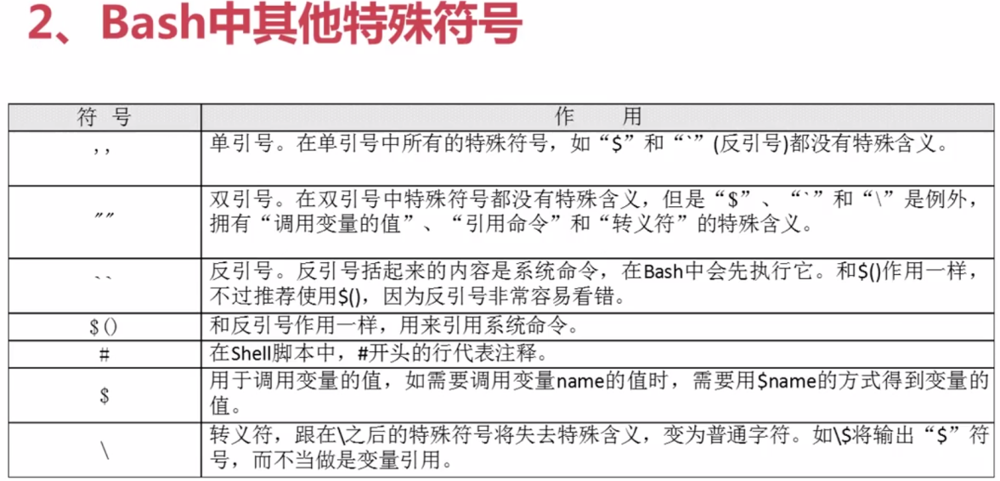 2、Bash中其他特殊符号
符 号
作 用
''
单引号。在单引号中所有的特殊符号，如“$”和“`”(反引号)都没有特殊含义。
""
双引号。在双引号中特殊符号都没有特殊含义，但是“$”、“`”和“\”是例外，
拥有“调用变量的值”、“引用命令”和“转义符”的特殊含义。
``
反引号。反引号括起来的内容是系统命令，在Bash中会先执行它。和$()作用一样，
不过推荐使用$()，因为反引号非常容易看错。
$()
和反引号作用一样，用来引用系统命令。
#
在Shell脚本中，#开头的行代表注释。
$
用于调用变量的值，如需要调用变量name的值时，需要用$name的方式得到变量的
值。
\
转义符，跟在\之后的特殊符号将失去特殊含义，变为普通字符。如\$将输出“$”符
号，而不当做是变量引用。